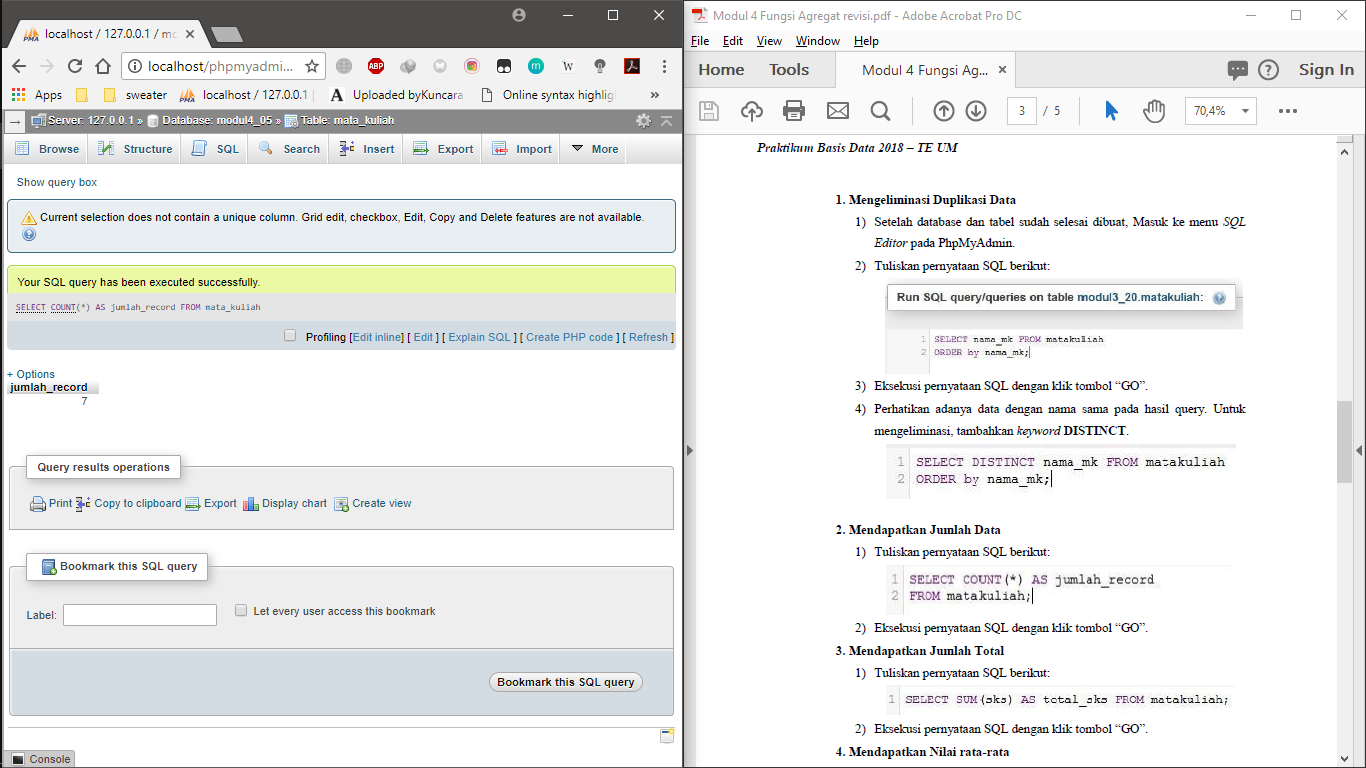 localhost / 127.0.0.1 / mo
localhost/phpmyadmi...
Apps
sweater
localhost / 127.0.0.1
Uploaded byKuncara
Online syntax highlig
»
Server: 127.0.0.1 » Database: modul4_05 » Table: mata_kuliah
Browse
Structure
SQL
Search
Insert
Export
Import
More
Show query box
Current selection does not contain a unique column. Grid edit, checkbox, Edit, Copy and Delete features are not available.
Your SQL query has been executed successfully.
SELECT COUNT(*) AS jumlah_record FROM mata_kuliah
Profiling [Edit inline] [ Edit ] [ Explain SQL ] [ Create PHP code ] [ Refresh ]
+ Options
jumlah_record
7
Query results operations
Print
Copy to clipboard
Export
Display chart
Create view
Bookmark this SQL query
Label:
Let every user access this bookmark
Bookmark this SQL query
Console
Modul 4 Fungsi Agregat revisi.pdf - Adobe Acrobat Pro DC
File Edit View Window Help
Home
Tools
Modul 4 Fungsi Ag...
Sign In
3 / 5
70,4%
Praktikum Basis Data 2018 – TE UM
1. Mengeliminasi Duplikasi Data
1) Setelah database dan tabel sudah selesai dibuat, Masuk ke menu SQL
Editor pada PhpMyAdmin.
2) Tuliskan pernyataan SQL berikut:
Run SQL query/queries on table modul3_20.matakuliah:
1 SELECT nama_mk FROM matakuliah
2 ORDER by nama_mk;
3) Eksekusi pernyataan SQL dengan klik tombol “GO”.
4) Perhatikan adanya data dengan nama sama pada hasil query. Untuk
mengeliminasi, tambahkan keyword DISTINCT.
1 SELECT DISTINCT nama_mk FROM matakuliah
2 ORDER by nama_mk;
2. Mendapatkan Jumlah Data
1) Tuliskan pernyataan SQL berikut:
1 SELECT COUNT(*) AS jumlah_record
2 FROM matakuliah;
2) Eksekusi pernyataan SQL dengan klik tombol “GO”.
3. Mendapatkan Jumlah Total
1) Tuliskan pernyataan SQL berikut:
1 SELECT SUM(sks) AS total_sks FROM matakuliah;
2) Eksekusi pernyataan SQL dengan klik tombol “GO”.
4. Mendapatkan Nilai rata-rata